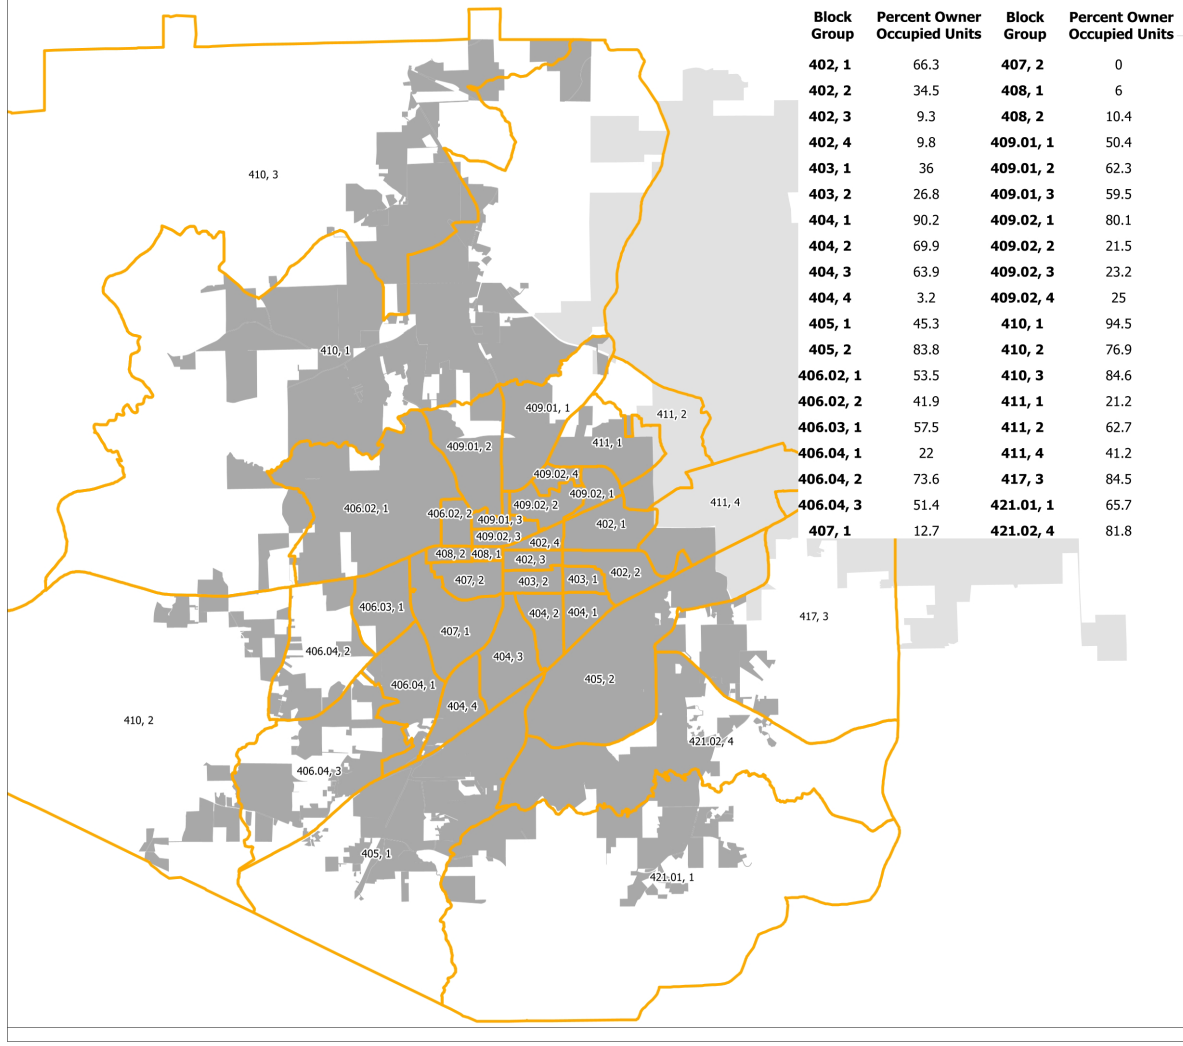 Block Percent Owner Block Percent Owner
Group Occupied Units Group Occupied Units
402, 1 66.3 407, 2 0
402, 2 34.5 408, 1 6
402, 3 9.3 408, 2 10.4
402, 4 9.8 409.01, 1 50.4
403, 1 36 409.01, 2 62.3
403, 2 26.8 409.01, 3 59.5
404, 1 90.2 409.02, 1 80.1
404, 2 69.9 409.02, 2 21.5
404, 3 63.9 409.02, 3 23.2
404, 4 3.2 409.02, 4 25
405, 1 45.3 410, 1 94.5
405, 2 83.8 410, 2 76.9
406.02, 1 53.5 410, 3 84.6
406.02, 2 41.9 411, 1 21.2
406.03, 1 57.5 411, 2 62.7
406.04, 1 22 411, 4 41.2
406.04, 2 73.6 417, 3 84.5
406.04, 3 51.4 421.01, 1 65.7
407, 1 12.7 421.02, 4 81.8
410, 3
410, 1
409.01, 1
411, 2
409.01, 2
411, 1
409.02, 4
409.02, 1
411, 4
406.02, 1
406.02, 2
409.02, 2
409.01, 3
402, 1
409.02, 3
402, 4
408, 2
408, 1
402, 3
402, 2
407, 2
403, 2
403, 1
406.03, 1
404, 2
404, 1
417, 3
407, 1
406.04, 2
404, 3
405, 2
406.04, 1
404, 4
410, 2
421.02, 4
406.04, 3
405, 1
421.01, 1